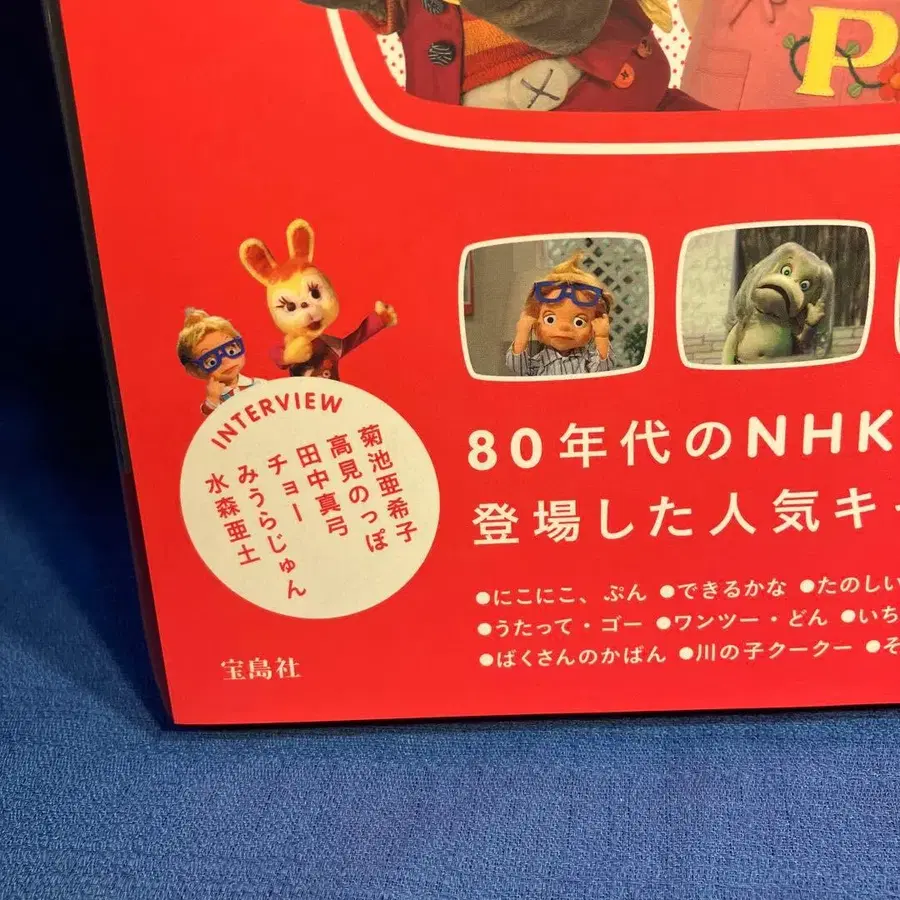 P
INTERVIEW
菊池亜希子
高見のっぽ
田中真弓
チョー
みうらじゅん
水森亜土
80年代のNHK
登場した人気キ
●にこにこ、ぷん ●できるかな ●たのしい
●うたって・ゴー ●ワンツー・どん ●いち
●ばくさんのかばん ●川の子クークー ●そ
宝島社